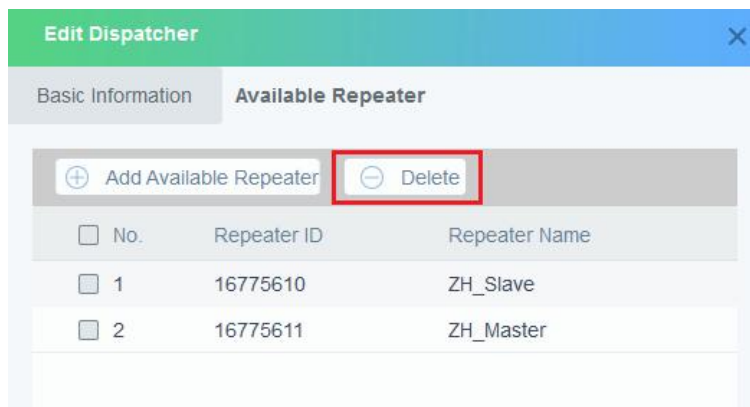 Edit Dispatcher
Basic Information Available Repeater
Add Available Repeater Delete
No. Repeater ID Repeater Name
1 16775610 ZH_Slave
2 16775611 ZH_Master